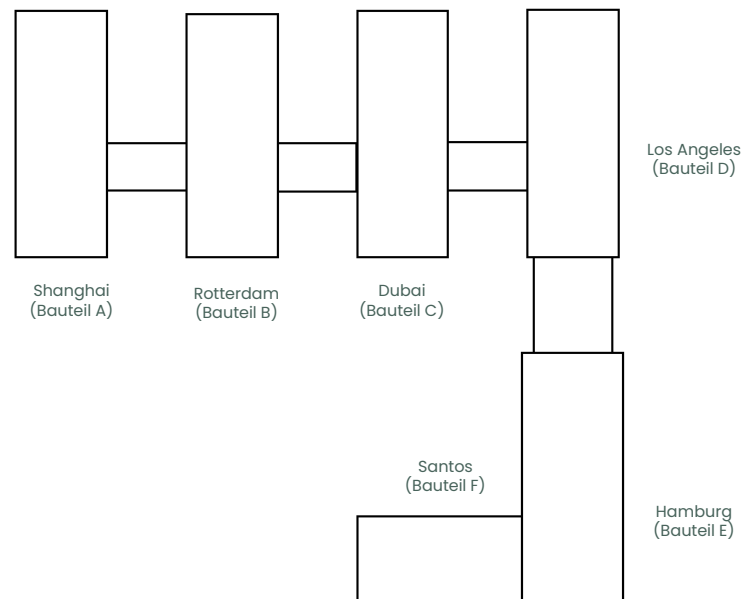 Los Angeles
(Bauteil D)
Shanghai
(Bauteil A)
Rotterdam
(Bauteil B)
Dubai
(Bauteil C)
Santos
(Bauteil F)
Hamburg
(Bauteil E)